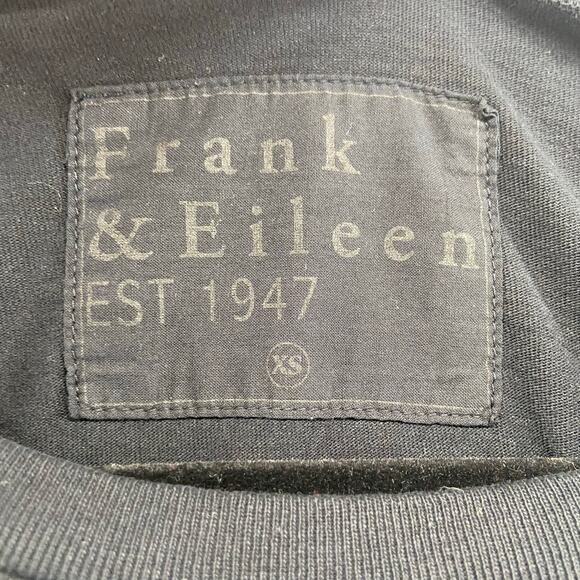 Frank
& Eileen
EST 1947
XS